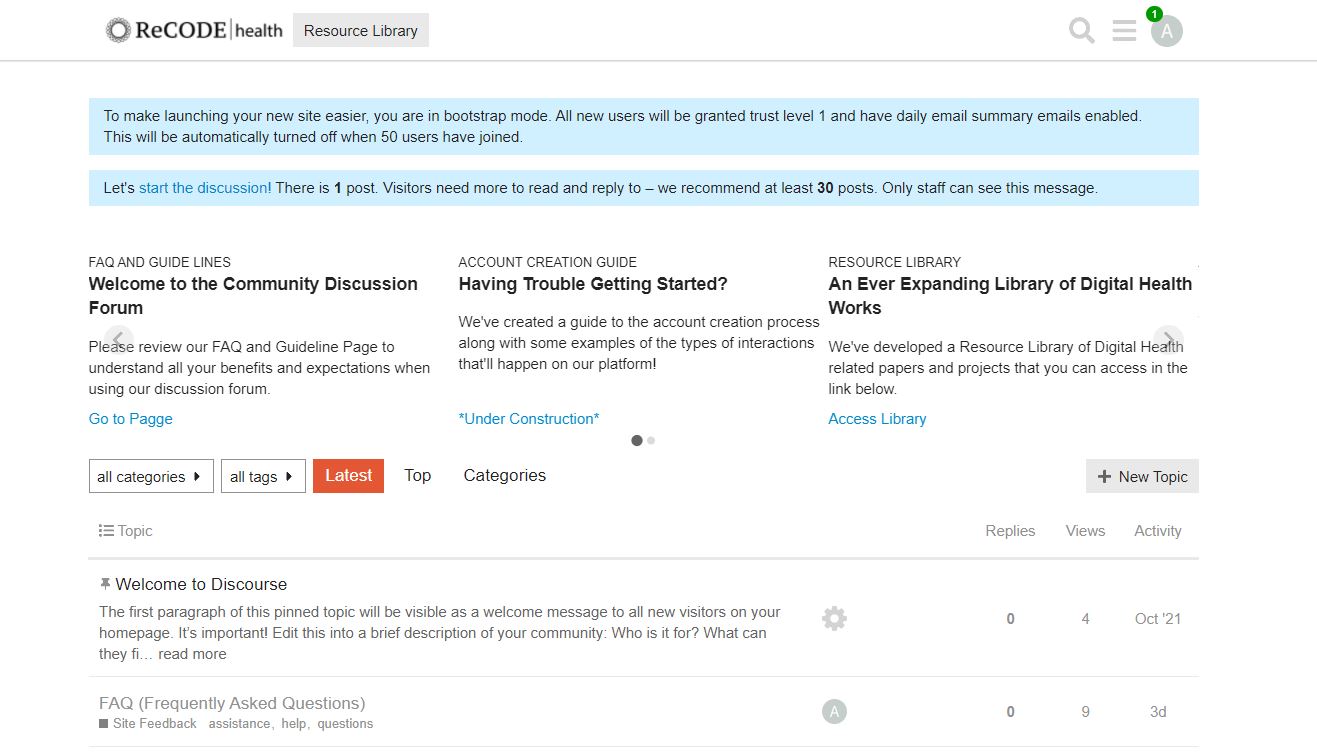 ReCODE health
Resource Library
1
A
To make launching your new site easier, you are in bootstrap mode. All new users will be granted trust level 1 and have daily email summary emails enabled.
This will be automatically turned off when 50 users have joined.
Let's start the discussion! There is 1 post. Visitors need more to read and reply to – we recommend at least 30 posts. Only staff can see this message.
FAQ AND GUIDE LINES
Welcome to the Community Discussion
Forum
Please review our FAQ and Guideline Page to
understand all your benefits and expectations when
using our discussion forum.
Go to Pagge
ACCOUNT CREATION GUIDE
Having Trouble Getting Started?
We've created a guide to the account creation process
along with some examples of the types of interactions
that'll happen on our platform!
*Under Construction*
RESOURCE LIBRARY
An Ever Expanding Library of Digital Health
Works
We've developed a Resource Library of Digital Health
related papers and projects that you can access in the
link below.
Access Library
all categories
all tags
Latest
Top
Categories
New Topic
Topic
Replies
Views
Activity
Welcome to Discourse
The first paragraph of this pinned topic will be visible as a welcome message to all new visitors on your
homepage. It's important! Edit this into a brief description of your community: Who is it for? What can
they fi… read more
0
4
Oct '21
FAQ (Frequently Asked Questions)
Site Feedback assistance, help, questions
A
0
9
3d